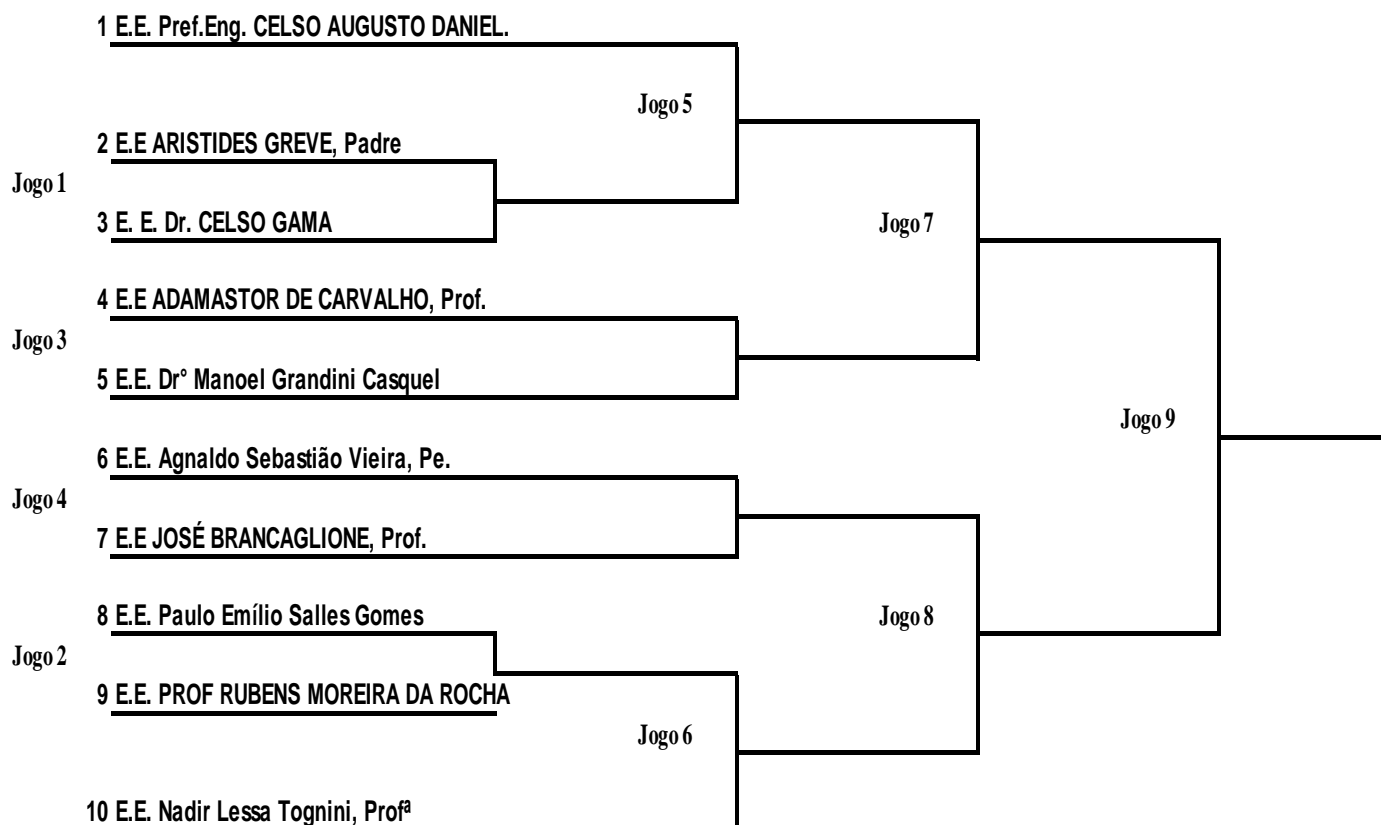 1 E.E. Pref.Eng. CELSO AUGUSTO DANIEL.
Jogo 5
2 E.E ARISTIDES GREVE, Padre
Jogo 1
3 E. E. Dr. CELSO GAMA
Jogo 7
4 E.E ADAMASTOR DE CARVALHO, Prof.
Jogo 3
5 E.E. Dr° Manoel Grandini Casquel
Jogo 9
6 E.E. Agnaldo Sebastião Vieira, Pe.
Jogo 4
7 E.E JOSÉ BRANCAGLIONE, Prof.
8 E.E. Paulo Emílio Salles Gomes
Jogo 8
Jogo 2
9 E.E. PROF RUBENS MOREIRA DA ROCHA
Jogo 6
10 E.E. Nadir Lessa Tognini, Profª